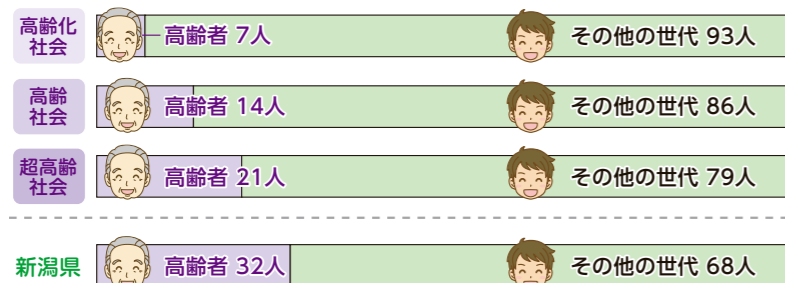 高齢化
社会
高齢者 7人
その他の世代 93人
高齢
社会
高齢者 14人
その他の世代 86人
超高齢
社会
高齢者 21人
その他の世代 79人
新潟県
高齢者 32人
その他の世代 68人